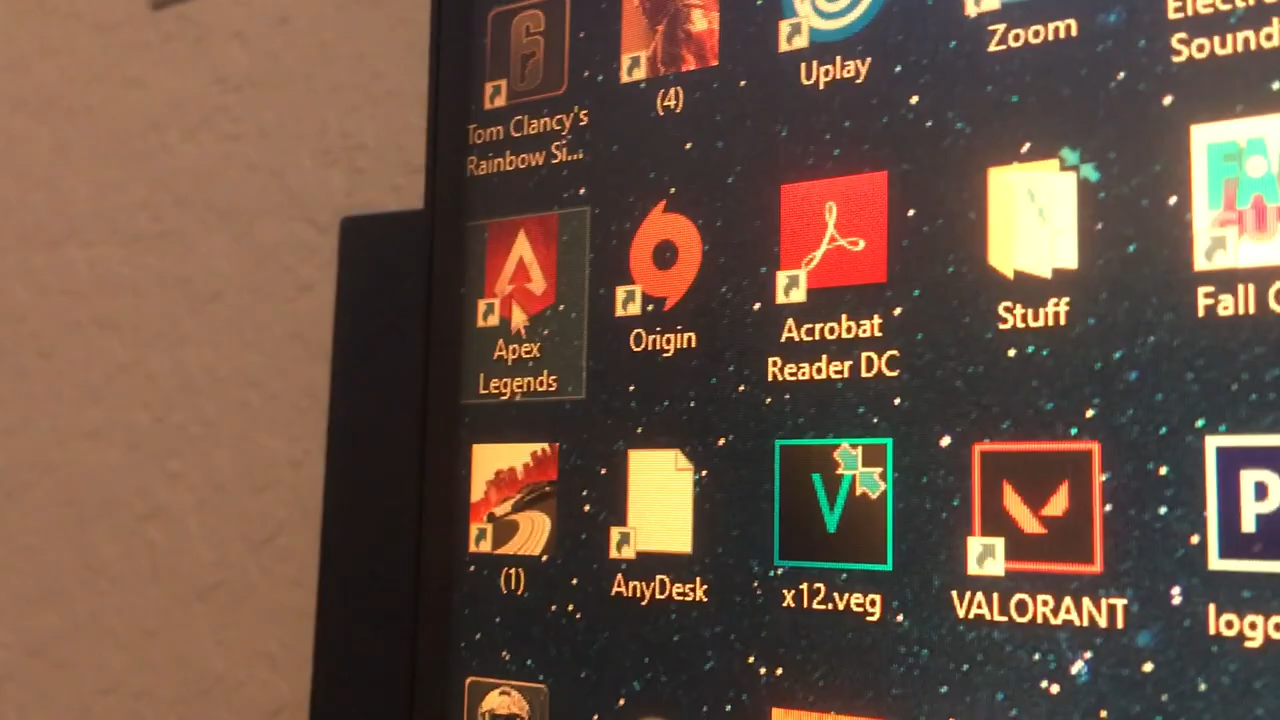 6
Tom Clancy's
Rainbow Si...
(4)
Uplay
Zoom
Sound
Apex
Legends
Origin
Acrobat
Reader DC
Stuff
Fall
(1)
AnyDesk
V
x12.veg
VALORANT
P
logo